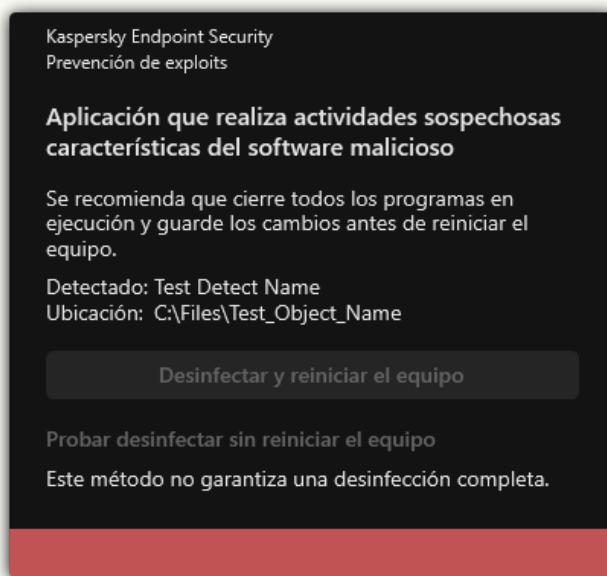 Kaspersky Endpoint Security
Prevención de exploits
Aplicación que realiza actividades sospechosas
características del software malicioso
Se recomienda que cierre todos los programas en
ejecución y guarde los cambios antes de reiniciar el
equipo.
Detectado: Test Detect Name
Ubicación: C:\Files\Test_Object_Name
Desinfectar y reiniciar el equipo
Probar desinfectar sin reiniciar el equipo
Este método no garantiza una desinfección completa.